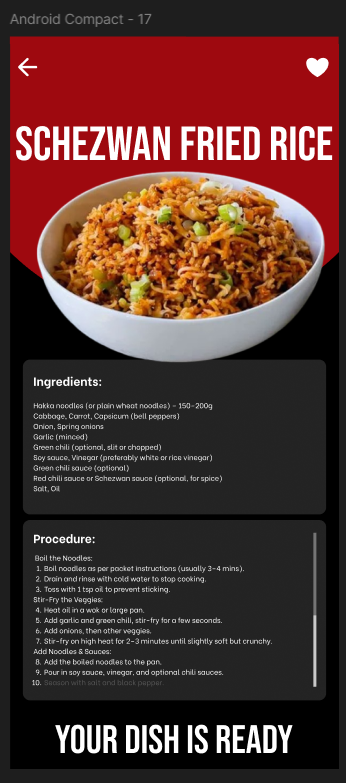 Android Compact - 17
SCHEZWAN FRIED RICE
Ingredients:
Hakka noodles (or plain wheat noodles) – 150–200g
Cabbage, Carrot, Capsicum (bell peppers)
Onion, Spring onions
Garlic (minced)
Green chili (optional, slit or chopped)
Soy sauce, Vinegar (preferably white or rice vinegar)
Green chili sauce (optional)
Red chili sauce or Schezwan sauce (optional, for spice)
Salt, Oil
Procedure:
Boil the Noodles:
1. Boil noodles as per packet instructions (usually 3–4 mins).
2. Drain and rinse with cold water to stop cooking.
3. Toss with 1 tsp oil to prevent sticking.
Stir-Fry the Veggies:
4. Heat oil in a wok or large pan.
5. Add garlic and green chili, stir-fry for a few seconds.
6. Add onions, then other veggies.
7. Stir-fry on high heat for 2–3 minutes until slightly soft but crunchy.
Add Noodles & Sauces:
8. Add the boiled noodles to the pan.
9. Pour in soy sauce, vinegar, and optional chili sauces.
10. Season with salt and black pepper.
YOUR DISH IS READY